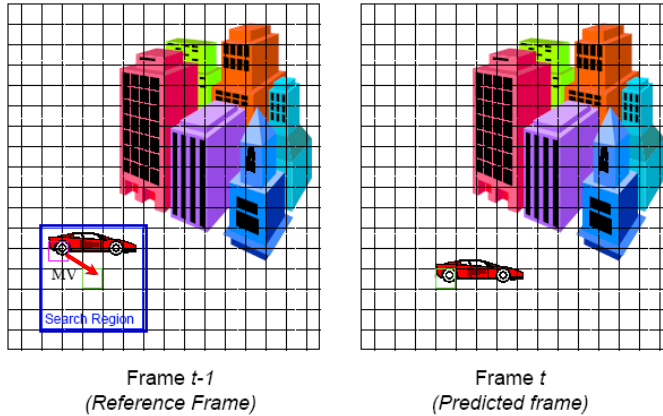 MV
Search Region
Frame t-1
(Reference Frame)
Frame t
(Predicted frame)